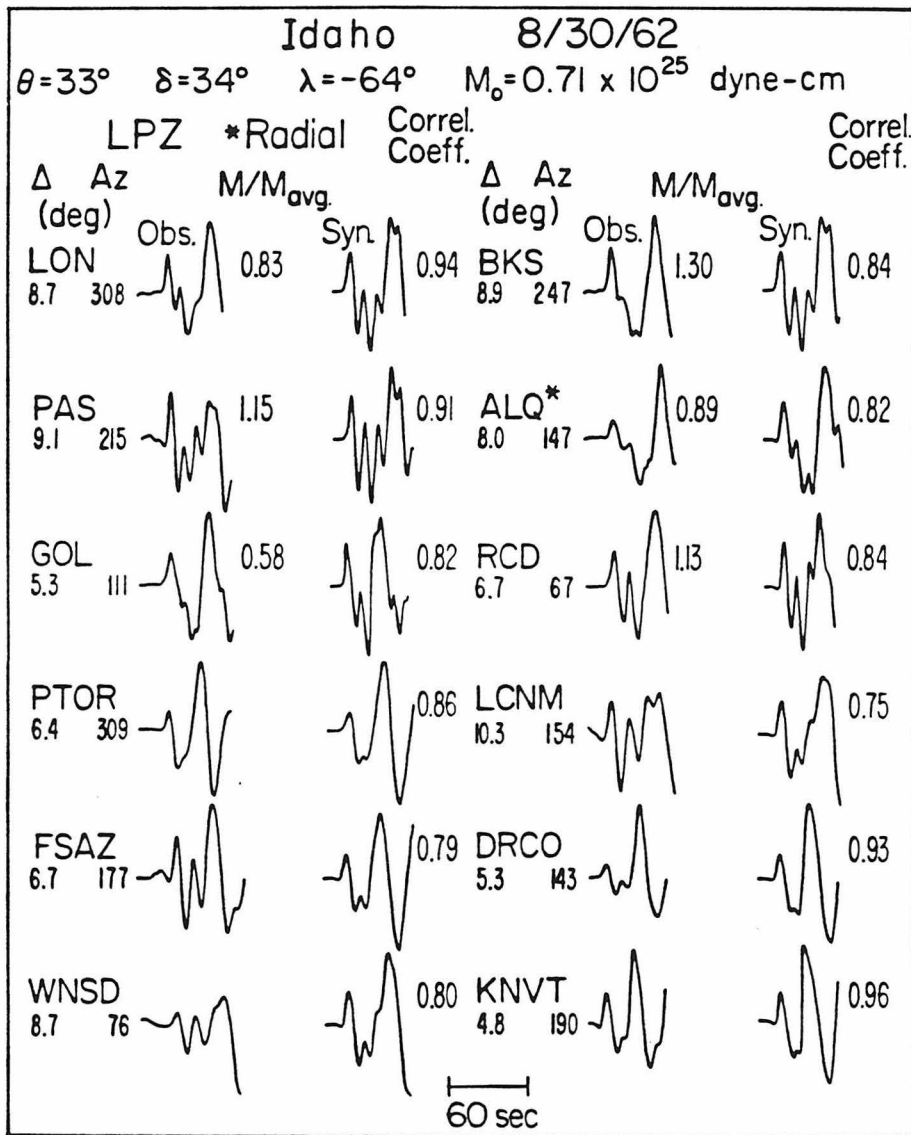 Idaho 8/30/62
θ=33° δ=34° λ=-64° M₀=0.71 x 10²⁵ dyne-cm
LPZ *Radial Correl. Coeff. Correl. Coeff.
Δ Az M/Mavg. Δ Az M/Mavg.
(deg) Obs. Syn. (deg) Obs. Syn.
LON 0.83 0.94 BKS 1.30 0.84
8.7 308 8.9 247
PAS 1.15 0.91 ALQ* 0.89 0.82
9.1 215 8.0 147
GOL 0.58 0.82 RCD 1.13 0.84
5.3 111 6.7 67
PTOR 0.86 LCNM 0.75
6.4 309 10.3 154
FSAZ 0.79 DRCO 0.93
6.7 177 5.3 143
WNSD 0.80 KNVT 0.96
8.7 76 4.8 190
60 sec